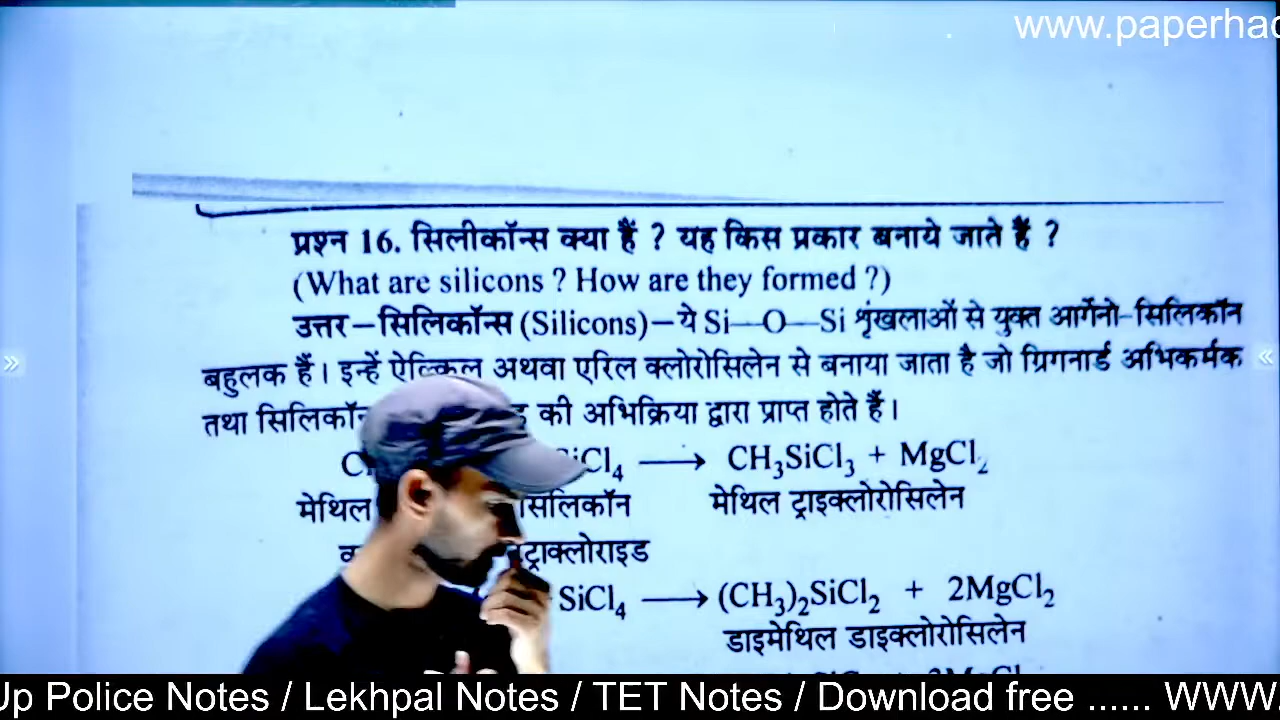 www.paperhac
प्रश्न 16. सिलीकॉन्स क्या हैं ? यह किस प्रकार बनाये जाते हैं ?
(What are silicons ? How are they formed ?)
उत्तर–सिलिकॉन्स (Silicons)–ये Si—O—Si शृंखलाओं से युक्त आर्गेनो-सिलिकॉन
बहुलक हैं। इन्हें ऐल्किल अथवा एरिल क्लोरोसिलेन से बनाया जाता है जो ग्रिगनार्ड अभिकर्मक
तथा सिलिकॉन की अभिक्रिया द्वारा प्राप्त होते हैं।
Cl₄ ⟶ CH₃SiCl₃ + MgCl₂
मेथिल सिलिकॉन मेथिल ट्राइक्लोरोसिलेन
ट्राक्लोराइड
SiCl₄ ⟶ (CH₃)₂SiCl₂ + 2MgCl₂
डाइमेथिल डाइक्लोरोसिलेन
Up Police Notes / Lekhpal Notes / TET Notes / Download free ...... WWW.